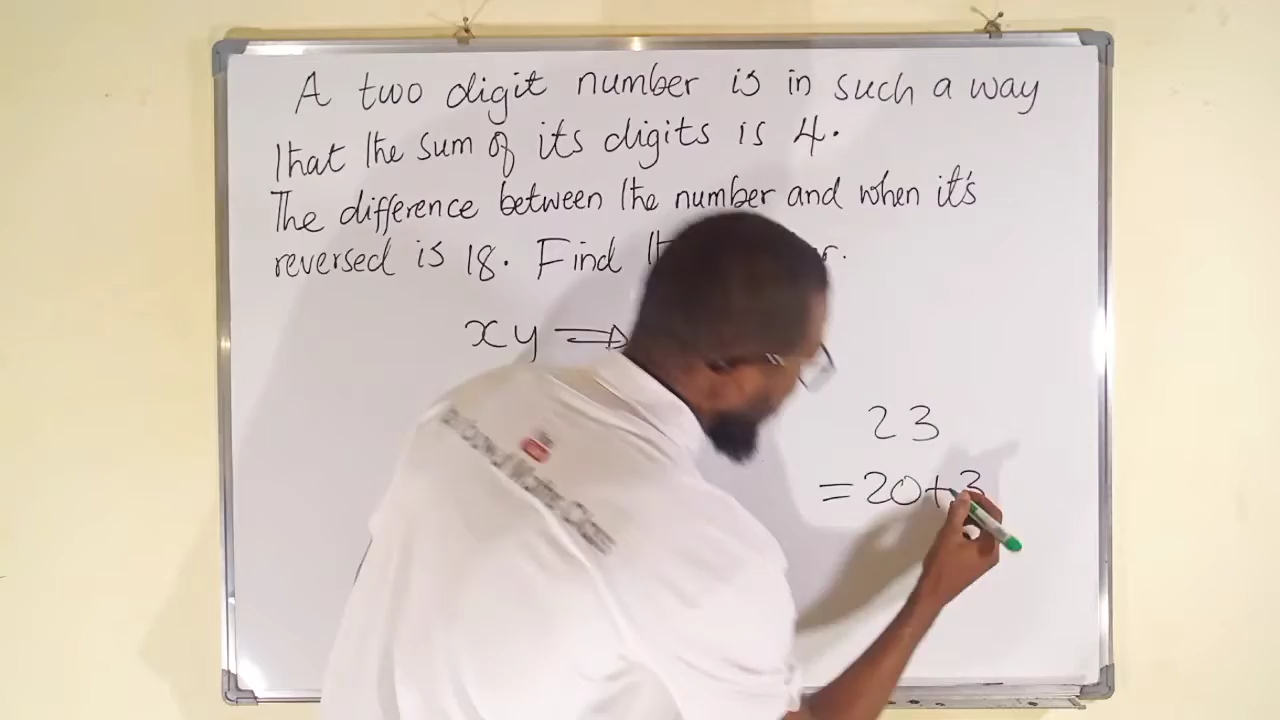 A two digit number is in such a way
that the sum of its digits is 4.
The difference between the number and when it's
reversed is 18. Find
xy ⇒
23
= 20+3